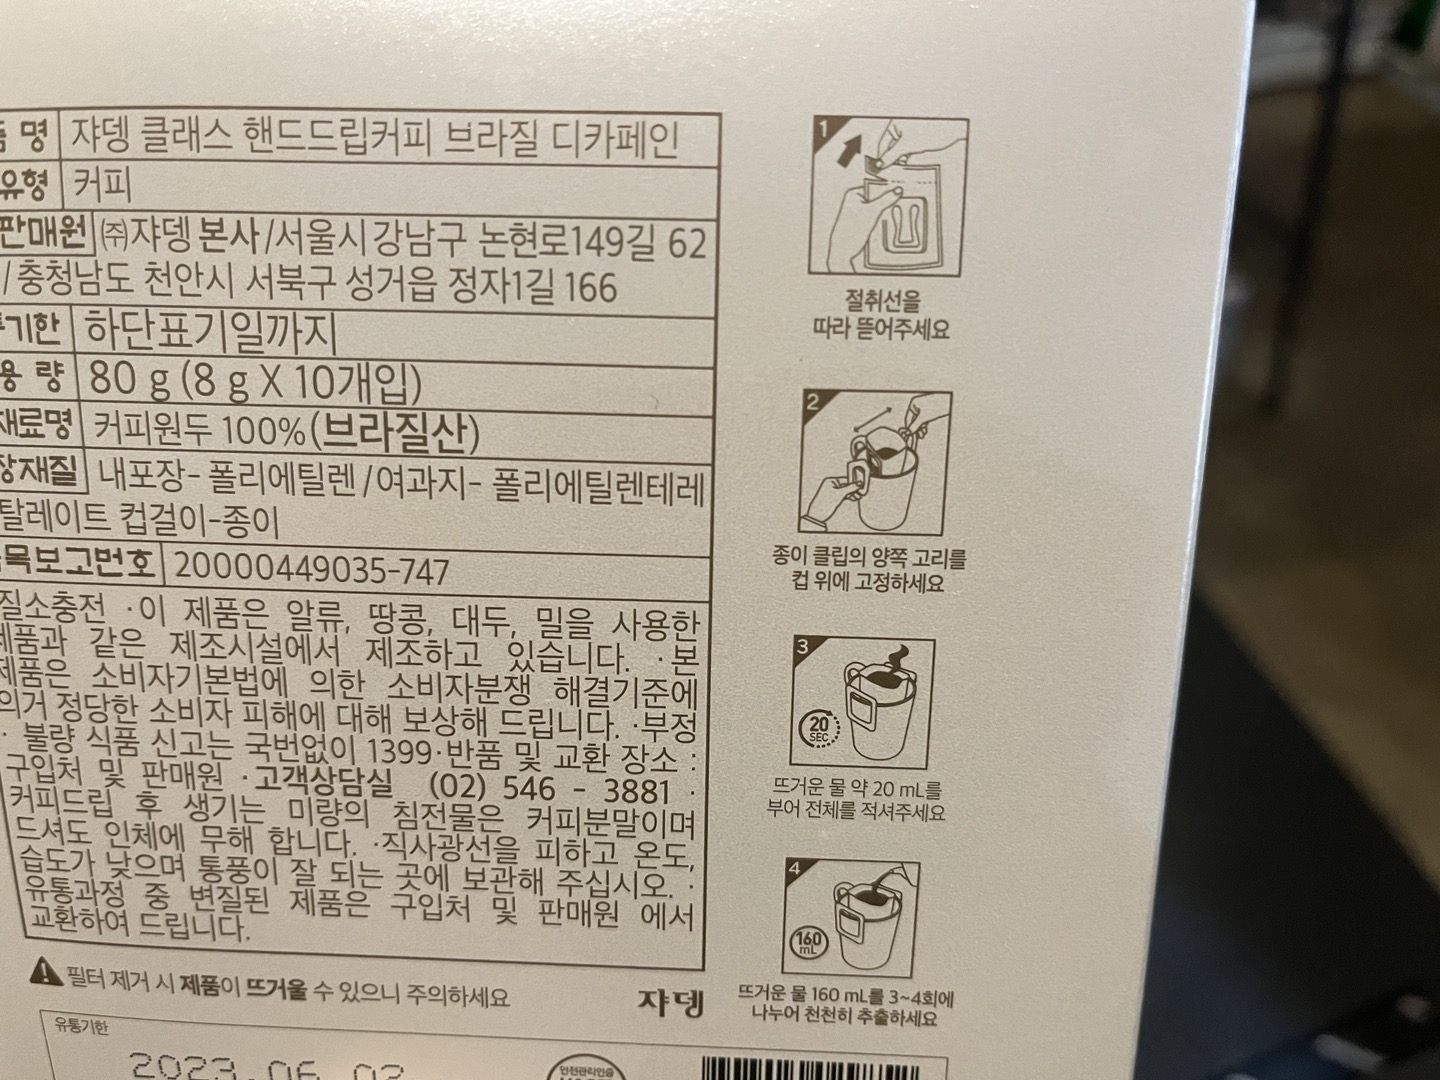 명 쟈뎅 클래스 핸드드립커피 브라질 디카페인
유형 커피
판매원 ㈜쟈뎅 본사/서울시 강남구 논현로149길 62
/충청남도 천안시 서북구 성거읍 정자1길 166
기한 하단표기일까지
용 량 80 g (8 g X 10개입)
재료명 커피원두 100%(브라질산)
장재질 내포장- 폴리에틸렌/여과지- 폴리에틸렌테레
탈레이트 컵걸이-종이
목보고번호 20000449035-747
질소충전 ·이 제품은 알류, 땅콩, 대두, 밀을 사용한
제품과 같은 제조시설에서 제조하고 있습니다. ·본
제품은 소비자기본법에 의한 소비자분쟁 해결기준에
의거 정당한 소비자 피해에 대해 보상해 드립니다. ·부정
· 불량 식품 신고는 국번없이 1399·반품 및 교환 장소 :
구입처 및 판매원 ·고객상담실 (02) 546 - 3881 ·
커피드립 후 생기는 미량의 침전물은 커피분말이며
드셔도 인체에 무해 합니다. ·직사광선을 피하고 온도,
습도가 낮으며 통풍이 잘 되는 곳에 보관해 주십시오. ·
유통과정 중 변질된 제품은 구입처 및 판매원 에서
교환하여 드립니다.
필터 제거 시 제품이 뜨거울 수 있으니 주의하세요
쟈뎅
유통기한
2023.06.02
안전관리인증
1
절취선을
따라 뜯어주세요
2
종이 클립의 양쪽 고리를
컵 위에 고정하세요
3
20
SEC
뜨거운 물 약 20 mL를
부어 전체를 적셔주세요
4
160
mL
뜨거운 물 160 mL를 3~4회에
나누어 천천히 추출하세요